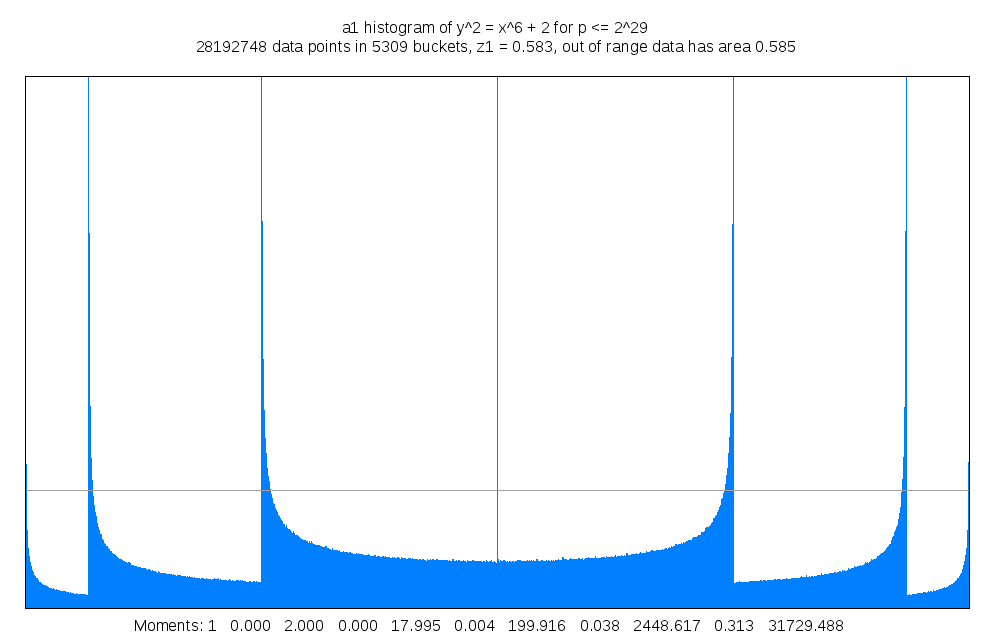 a1 histogram of y^2 = x^6 + 2 for p <= 2^29
28192748 data points in 5309 buckets, z1 = 0.583, out of range data has area 0.585
Moments: 1 0.000 2.000 0.000 17.995 0.004 199.916 0.038 2448.617 0.313 31729.488